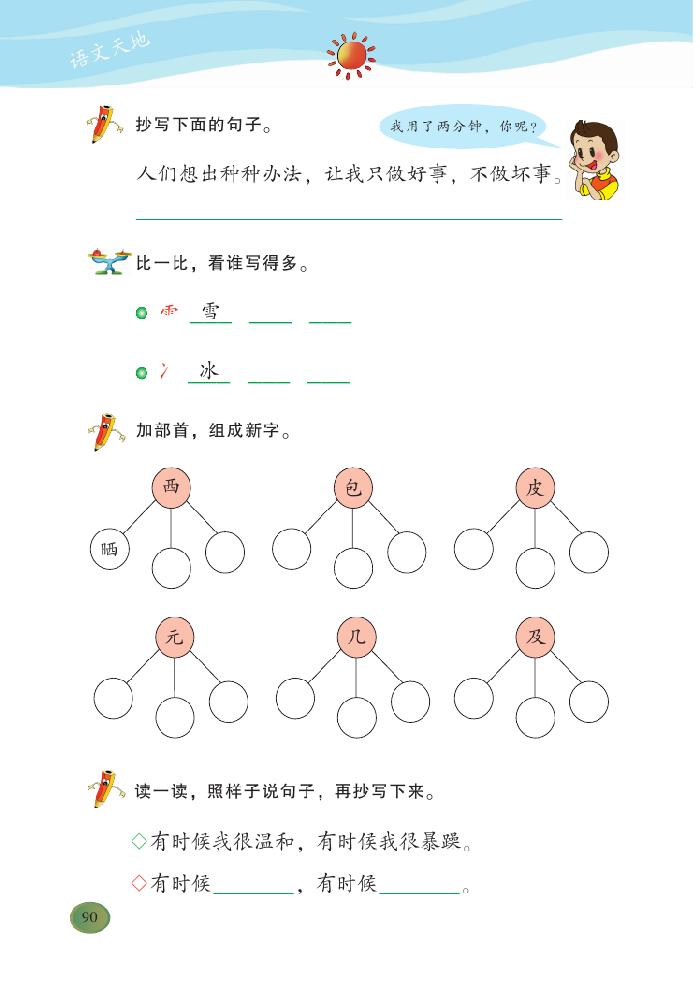 语文天地
抄写下面的句子。
我用了两分钟，你呢？
人们想出种种办法，让我只做好事，不做坏事。
比一比，看谁写得多。
⻗ 雪
冫 冰
加部首，组成新字。
西 包 皮
晒
元 几 及
读一读，照样子说句子，再抄写下来。
◇有时候我很温和，有时候我很暴躁。
◇有时候________，有时候________。
90